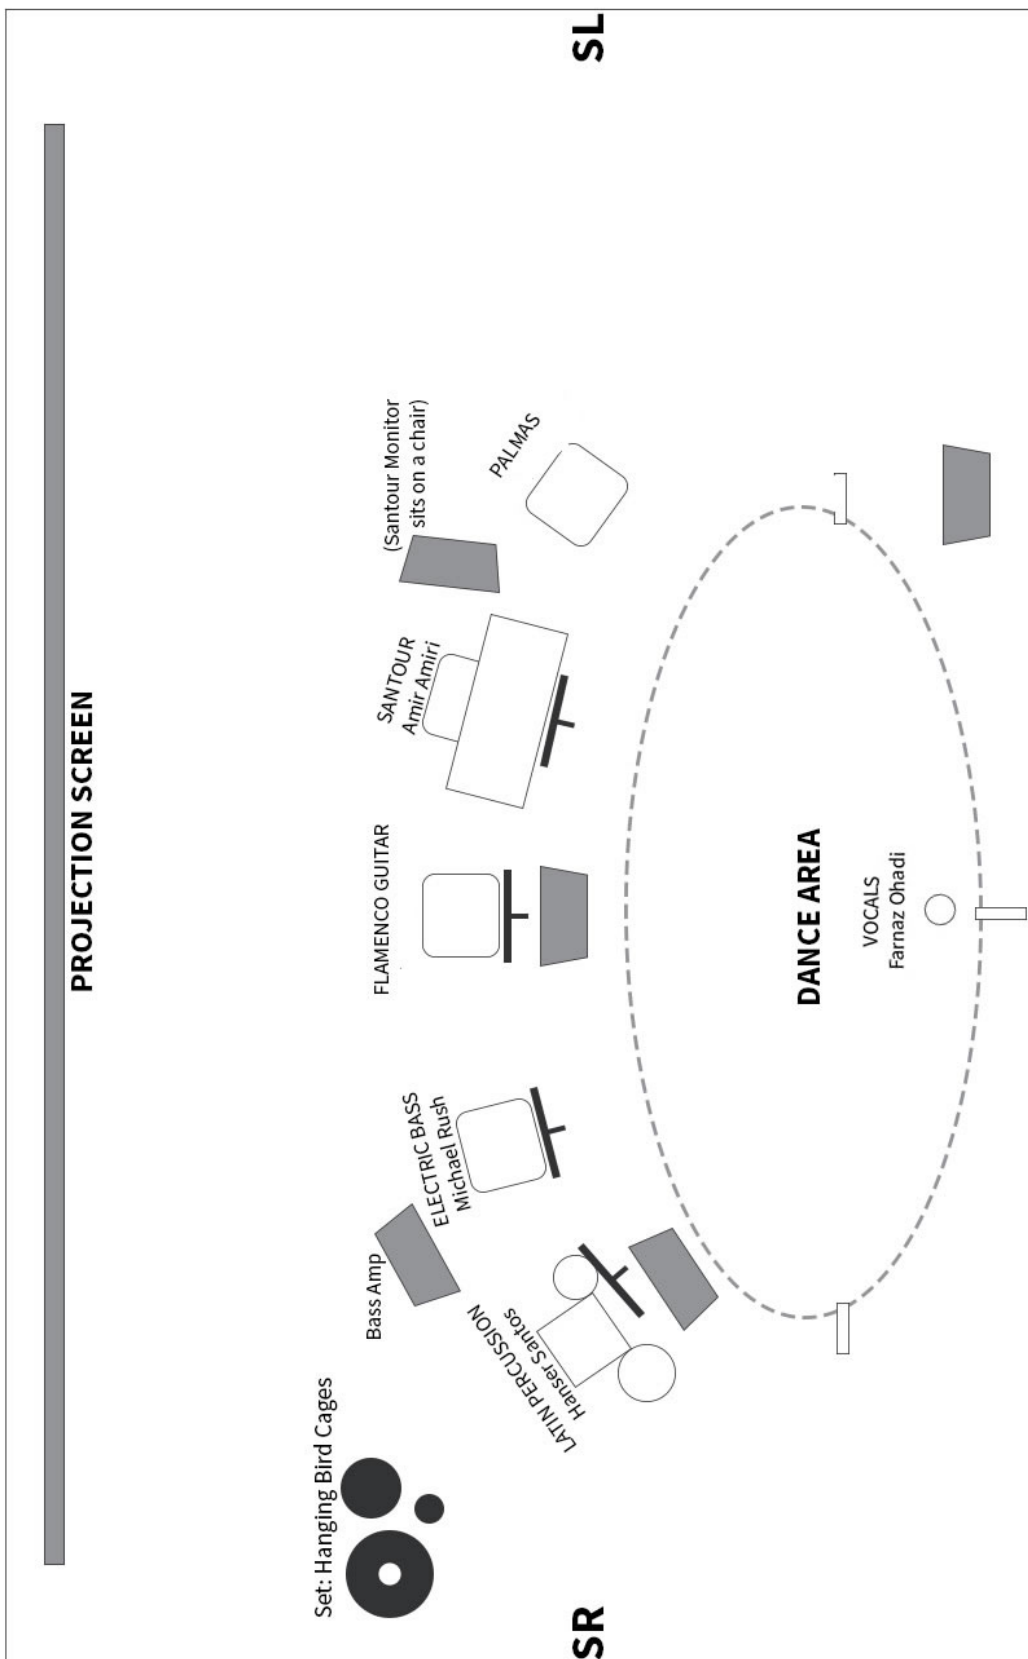 PROJECTION SCREEN
Set: Hanging Bird Cages
Bass Amp
ELECTRIC BASS
Michael Rush
FLAMENCO GUITAR
SANTOUR
Amir Amiri
(Santour Monitor
sits on a chair)
PALMAS
LATIN PERCUSSION
Hanser Santos
SR
SL
DANCE AREA
VOCALS
Farnaz Ohadi